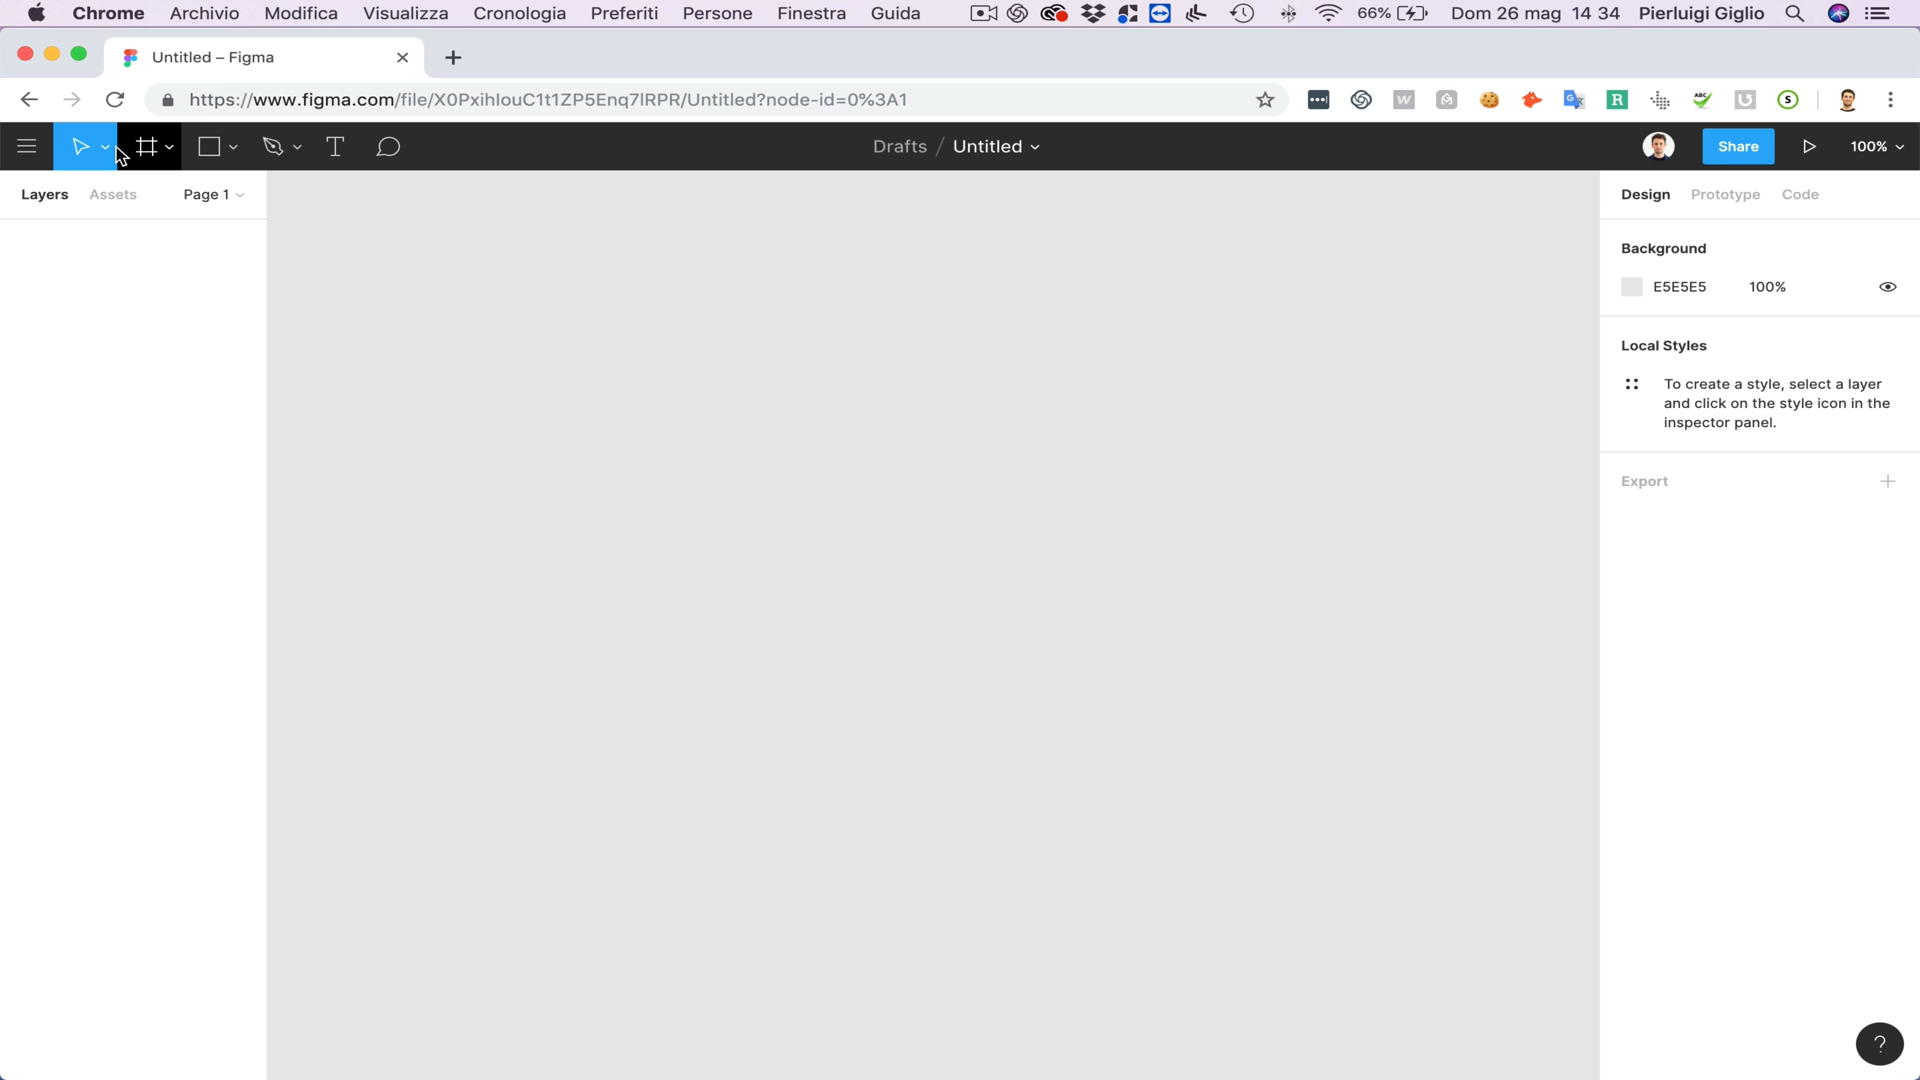 Chrome Archivio Modifica Visualizza Cronologia Preferiti Persone Finestra Guida 66% Dom 26 mag 14 34 Pierluigi Giglio
Untitled – Figma
https://www.figma.com/file/X0PxihIouC1t1ZP5Enq7lRPR/Untitled?node-id=0%3A1
Drafts / Untitled Share 100%
Layers Assets Page 1
Design Prototype Code
Background
E5E5E5 100%
Local Styles
To create a style, select a layer
and click on the style icon in the
inspector panel.
Export
?